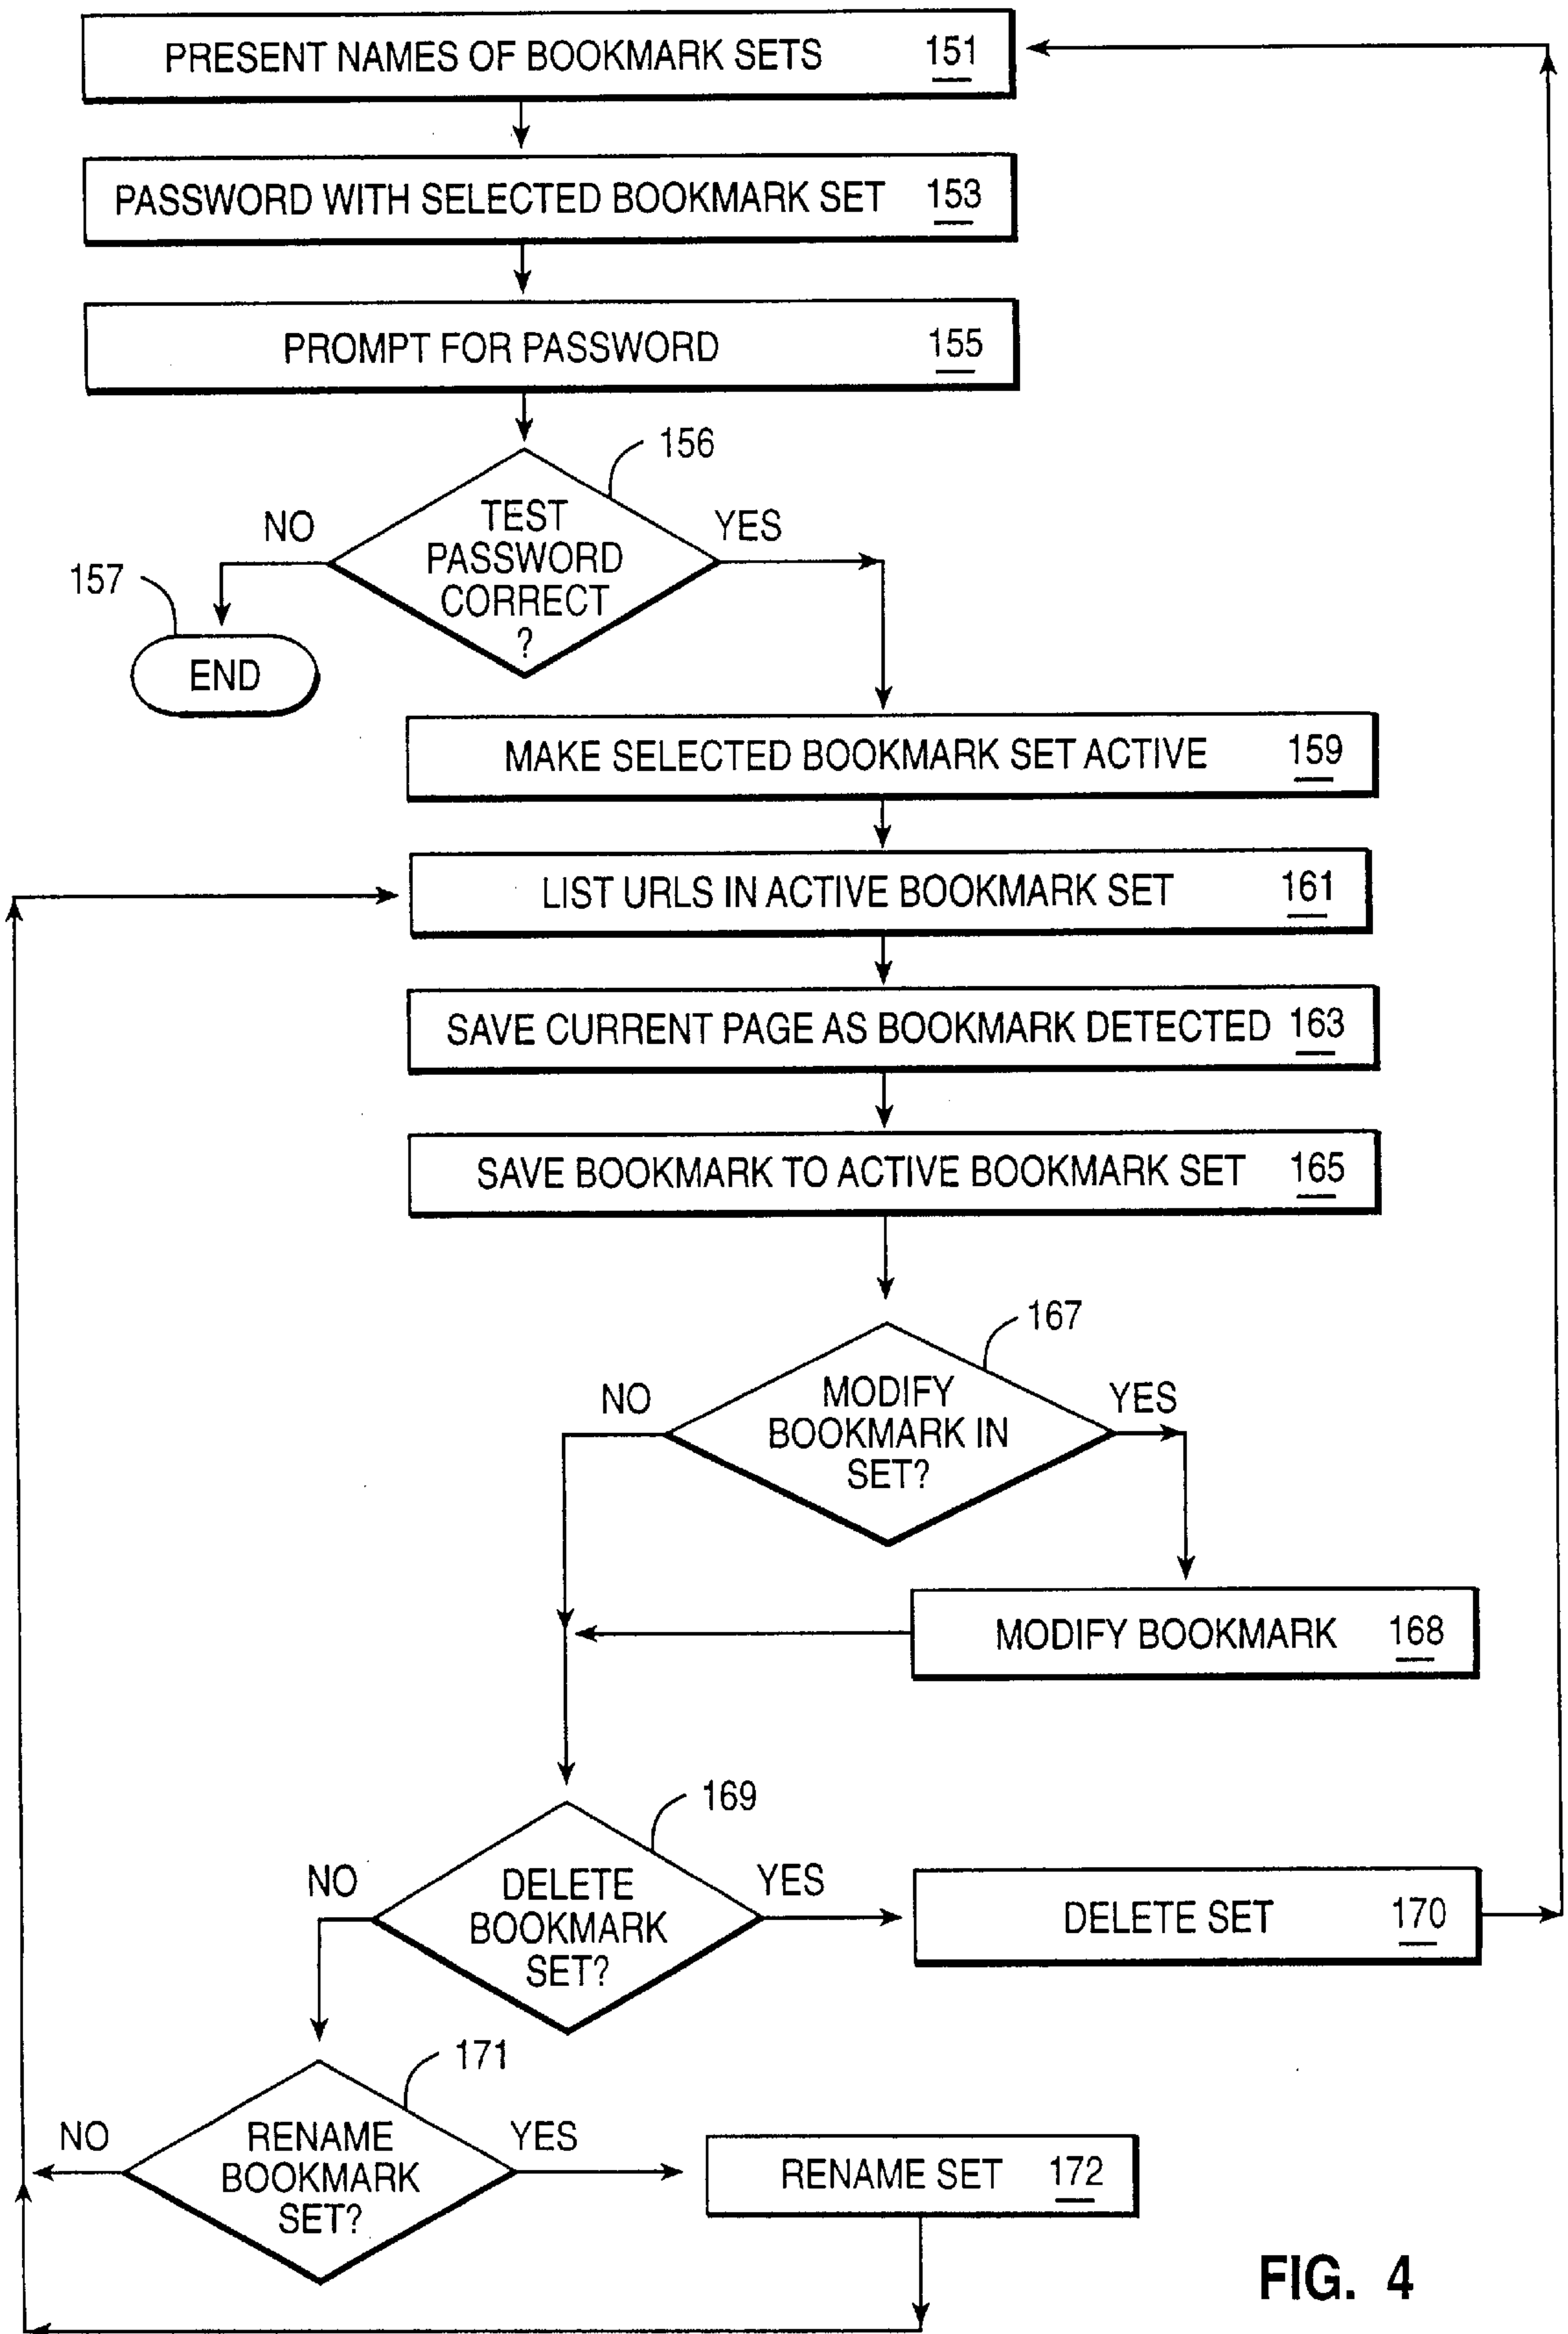 PRESENT NAMES OF BOOKMARK SETS 151
PASSWORD WITH SELECTED BOOKMARK SET 153
PROMPT FOR PASSWORD 155
156
NO
TEST
PASSWORD
CORRECT
?
YES
157
END
MAKE SELECTED BOOKMARK SET ACTIVE 159
LIST URLS IN ACTIVE BOOKMARK SET 161
SAVE CURRENT PAGE AS BOOKMARK DETECTED 163
SAVE BOOKMARK TO ACTIVE BOOKMARK SET 165
167
NO
MODIFY
BOOKMARK IN
SET?
YES
MODIFY BOOKMARK 168
169
NO
DELETE
BOOKMARK
SET?
YES
DELETE SET 170
171
NO
RENAME
BOOKMARK
SET?
YES
RENAME SET 172
FIG. 4